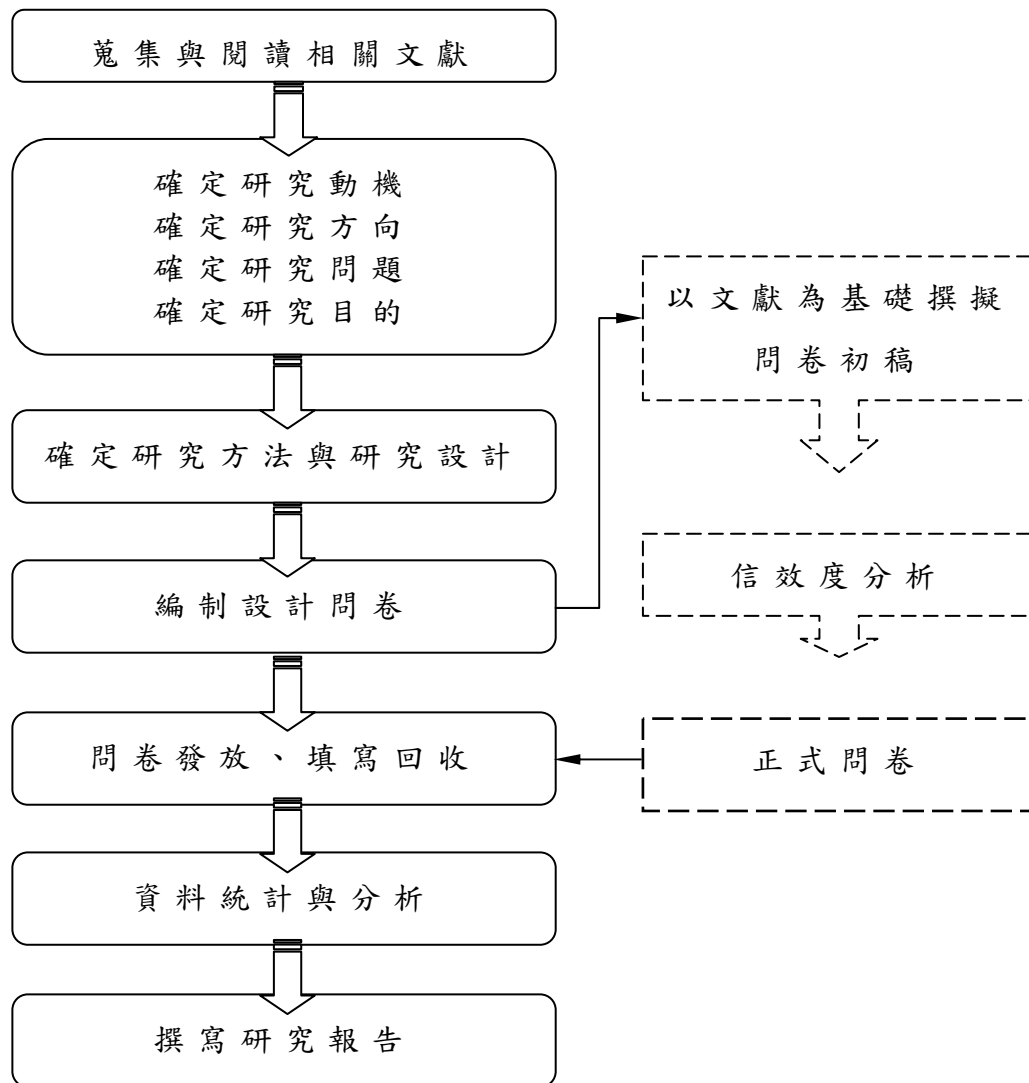 蒐集與閱讀相關文獻
確定研究動機
確定研究方向
確定研究問題
確定研究目的
確定研究方法與研究設計
編制設計問卷
問卷發放、填寫回收
資料統計與分析
撰寫研究報告
以文獻為基礎撰擬
問卷初稿
信效度分析
正式問卷